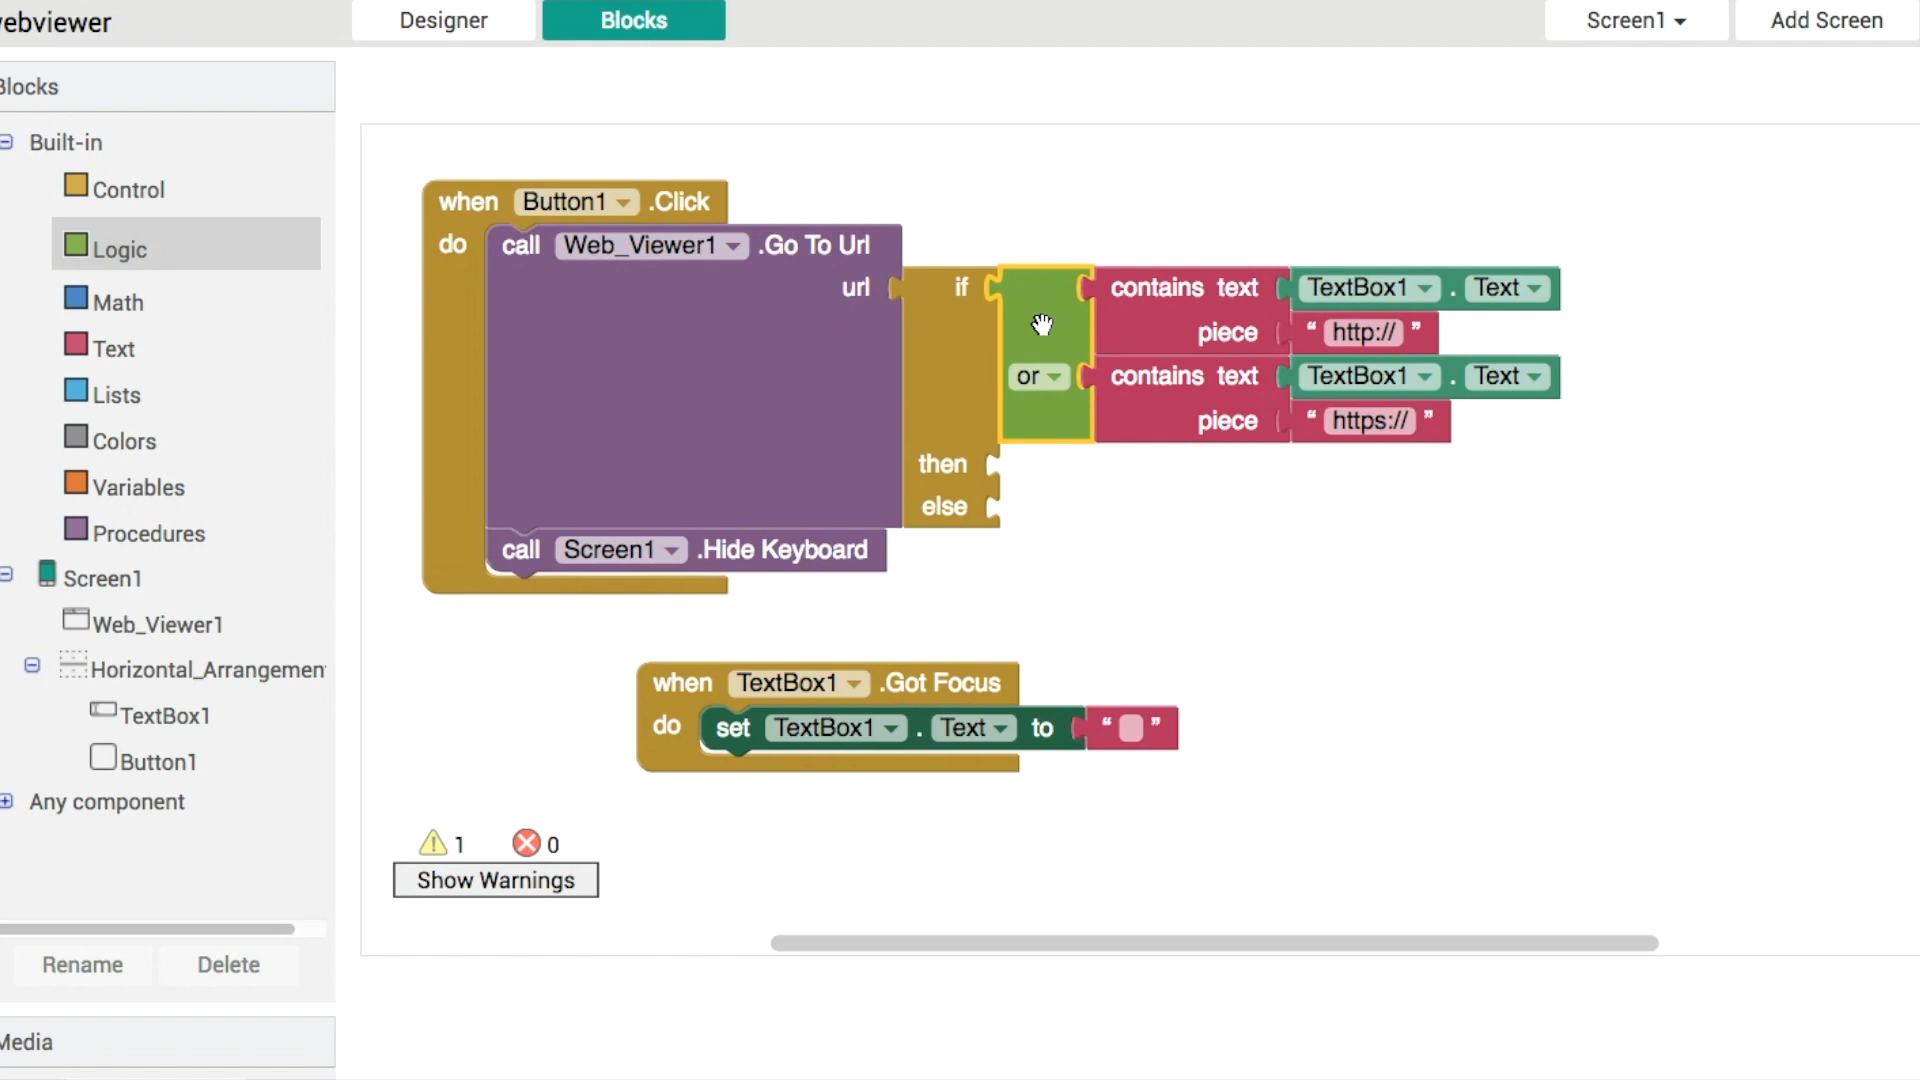 ebviewer
Designer
Blocks
Screen1
Add Screen
Blocks
Built-in
Control
Logic
Math
Text
Lists
Colors
Variables
Procedures
Screen1
Web_Viewer1
Horizontal_Arrangemen
TextBox1
Button1
Any component
Rename
Delete
Media
when Button1 .Click
do call Web_Viewer1 .Go To Url
url if contains text TextBox1 . Text
piece “ http:// ”
or contains text TextBox1 . Text
piece “ https:// ”
then
else
call Screen1 .Hide Keyboard
when TextBox1 .Got Focus
do set TextBox1 . Text to “ ”
1 0
Show Warnings